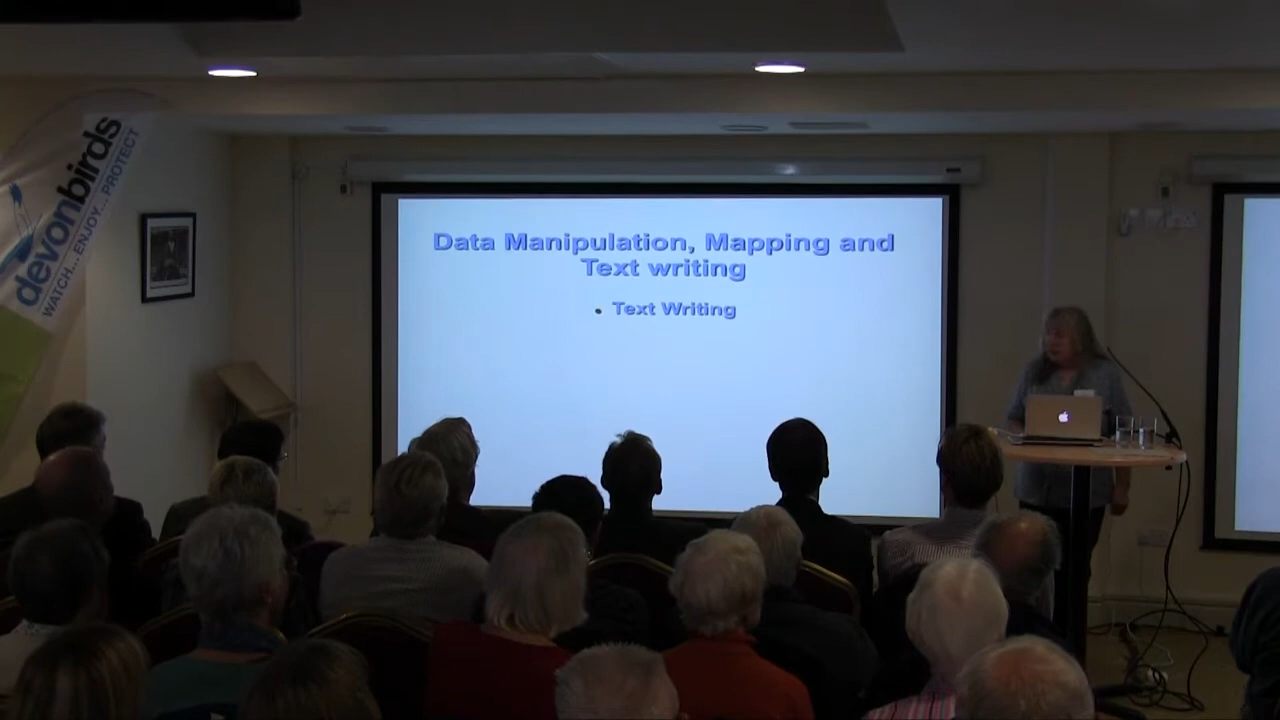 devonbirds
WATCH... ENJOY... PROTECT
Data Manipulation, Mapping and
Text writing
• Text Writing